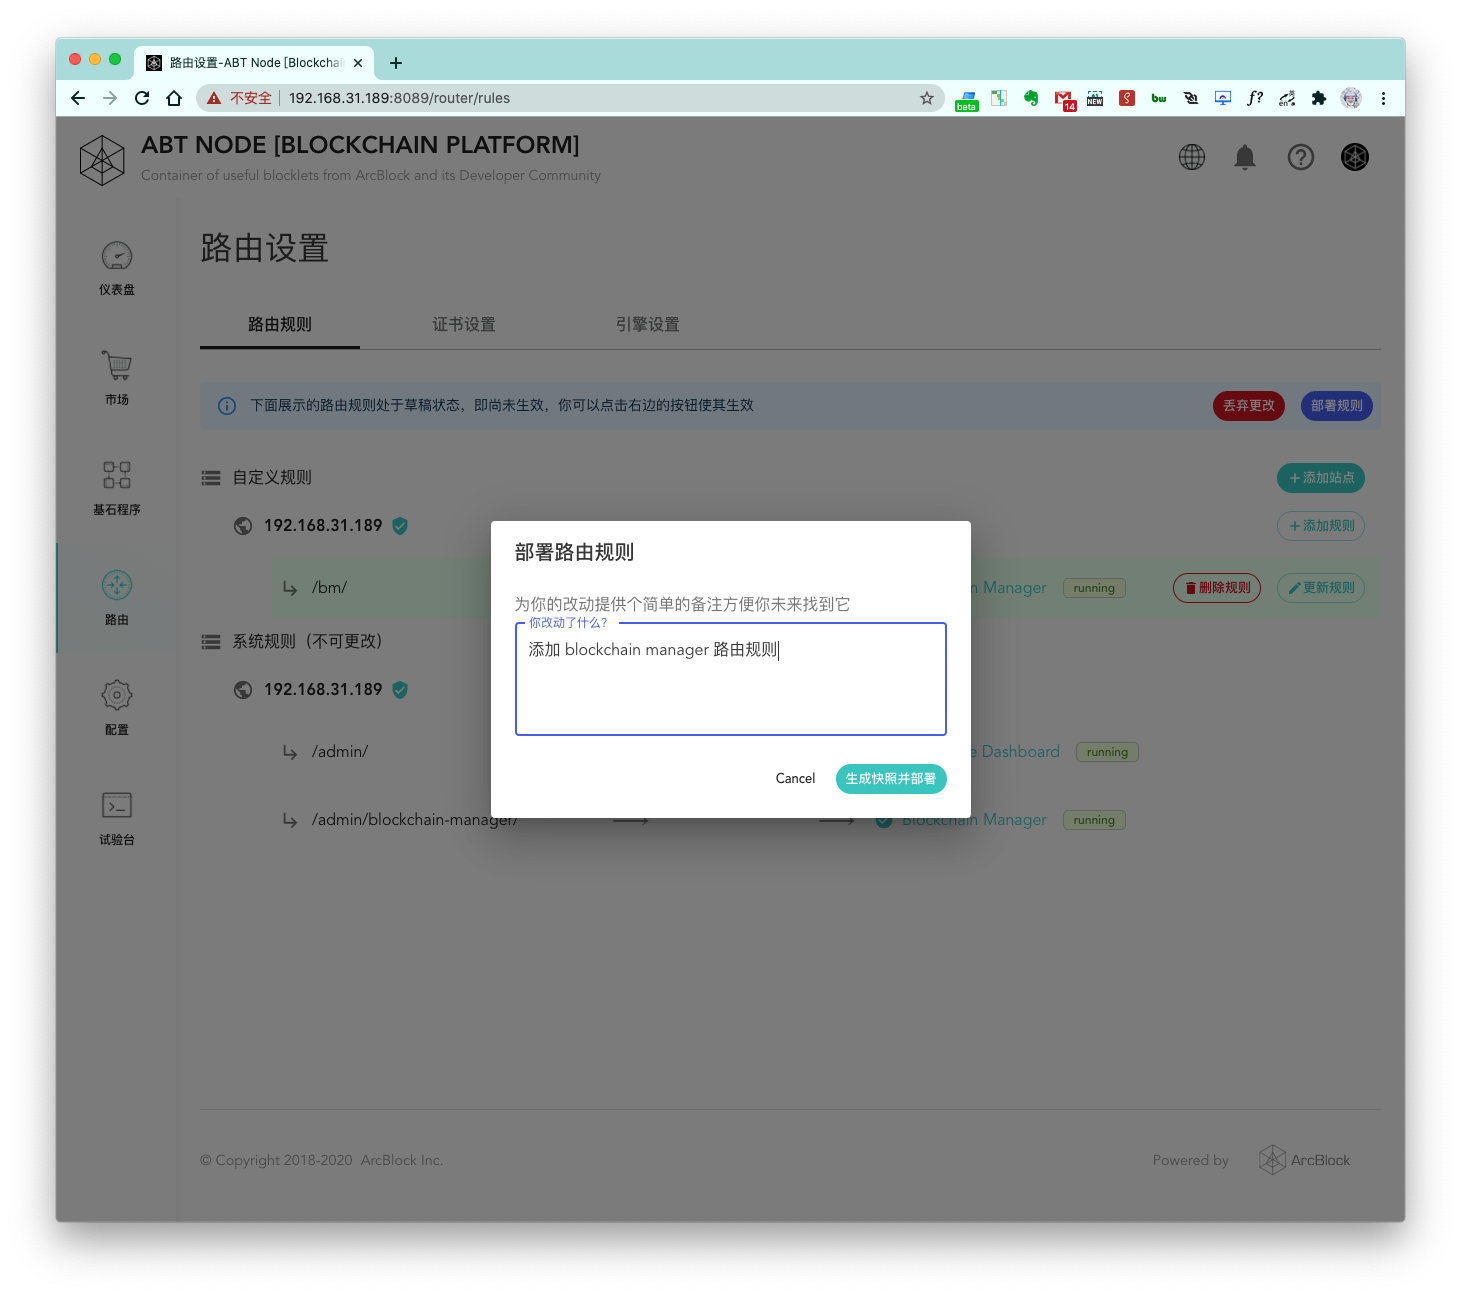 路由设置-ABT Node [Blockchai
不安全 192.168.31.189:8089/router/rules
beta
14
NEW
bw
f?
en
ABT NODE [BLOCKCHAIN PLATFORM]
Container of useful blocklets from ArcBlock and its Developer Community
仪表盘
市场
基石程序
路由
配置
试验台
路由设置
路由规则 证书设置 引擎设置
下面展示的路由规则处于草稿状态，即尚未生效，你可以点击右边的按钮使其生效 丢弃更改 部署规则
自定义规则 +添加站点
192.168.31.189 +添加规则
/bm/ Manager running 删除规则 更新规则
系统规则（不可更改）
192.168.31.189
/admin/ Dashboard running
/admin/blockchain-manager/ Blockchain Manager running
部署路由规则
为你的改动提供个简单的备注方便你未来找到它
你改动了什么?
添加 blockchain manager 路由规则
Cancel 生成快照并部署
© Copyright 2018-2020 ArcBlock Inc. Powered by ArcBlock